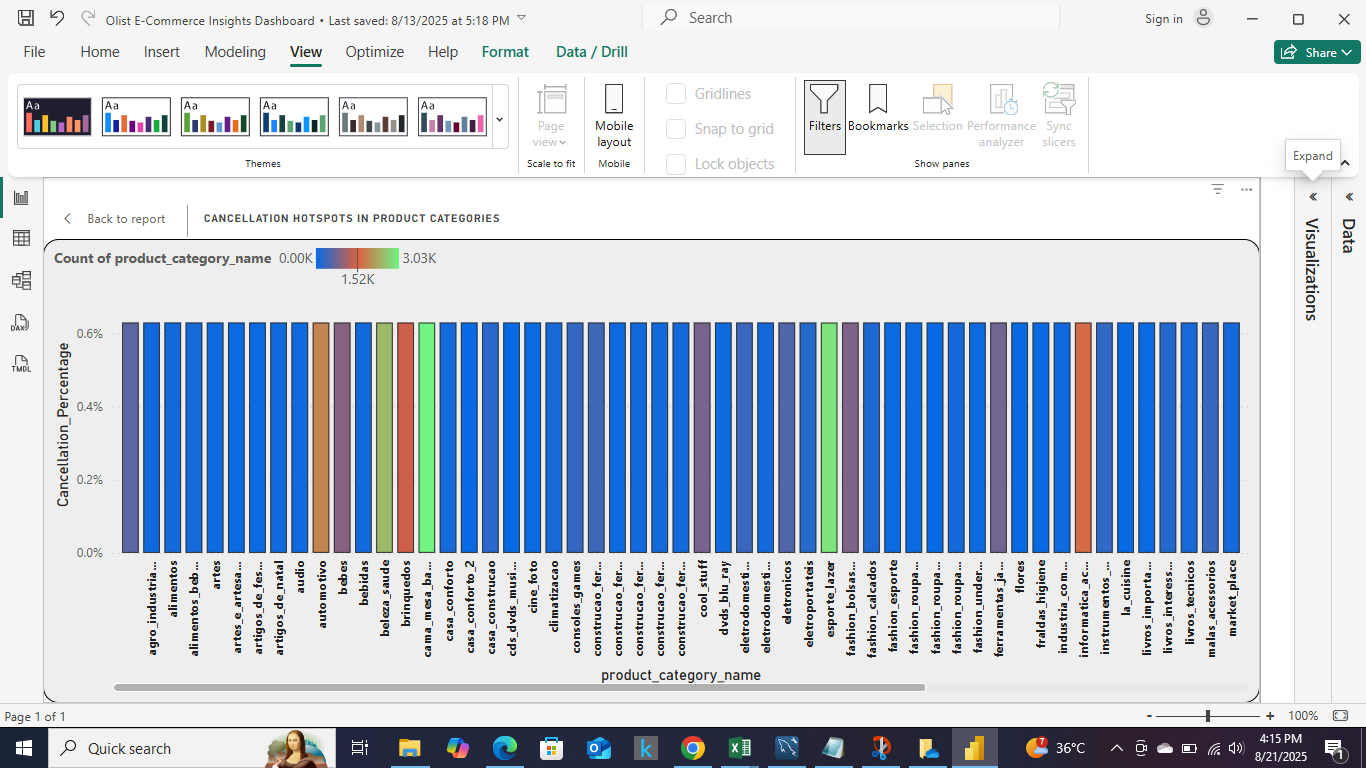 Olist E-Commerce Insights Dashboard • Last saved: 8/13/2025 at 5:18 PM
Search
Sign in
File
Home
Insert
Modeling
View
Optimize
Help
Format
Data / Drill
Share
Aa
Aa
Aa
Aa
Aa
Aa
Themes
Page
view
Scale to fit
Mobile
layout
Mobile
Gridlines
Snap to grid
Lock objects
Filters
Bookmarks
Selection
Performance
analyzer
Sync
slicers
Show panes
Expand
DAX
TMDL
Back to report
CANCELLATION HOTSPOTS IN PRODUCT CATEGORIES
Visualizations
Data
Count of product_category_name
0.00K
3.03K
1.52K
Cancellation_Percentage
0.6%
0.4%
0.2%
0.0%
agro_industria...
alimentos
alimentos_beb...
artes
artes_e_artesa...
artigos_de_fes...
artigos_de_natal
audio
automotivo
bebes
bebidas
beleza_saude
brinquedos
cama_mesa_ba...
casa_conforto
casa_conforto_2
casa_construcao
cds_dvds_musi...
cine_foto
climatizacao
consoles_games
construcao_fer...
construcao_fer...
construcao_fer...
construcao_fer...
construcao_fer...
cool_stuff
dvds_blu_ray
eletrodomesti...
eletrodomesti...
eletronicos
eletroportateis
esporte_lazer
fashion_bolsas...
fashion_calcados
fashion_esporte
fashion_roupa...
fashion_roupa...
fashion_roupa...
fashion_under...
ferramentas_ja...
flores
fraldas_higiene
industria_com...
informatica_ac...
instrumentos_...
la_cuisine
livros_importa...
livros_interess...
livros_tecnicos
malas_acessorios
market_place
product_category_name
Page 1 of 1
- + 100%
Quick search
k
7
36°C
4:15 PM
8/21/2025
1